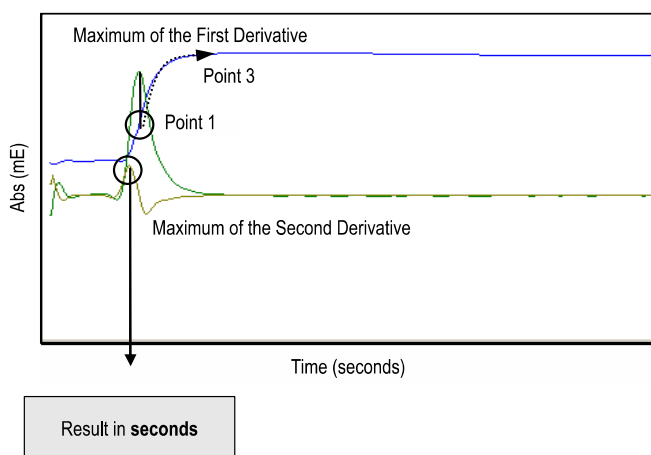 Maximum of the First Derivative
Point 3
Point 1
Abs (mE)
Maximum of the Second Derivative
Time (seconds)
Result in seconds